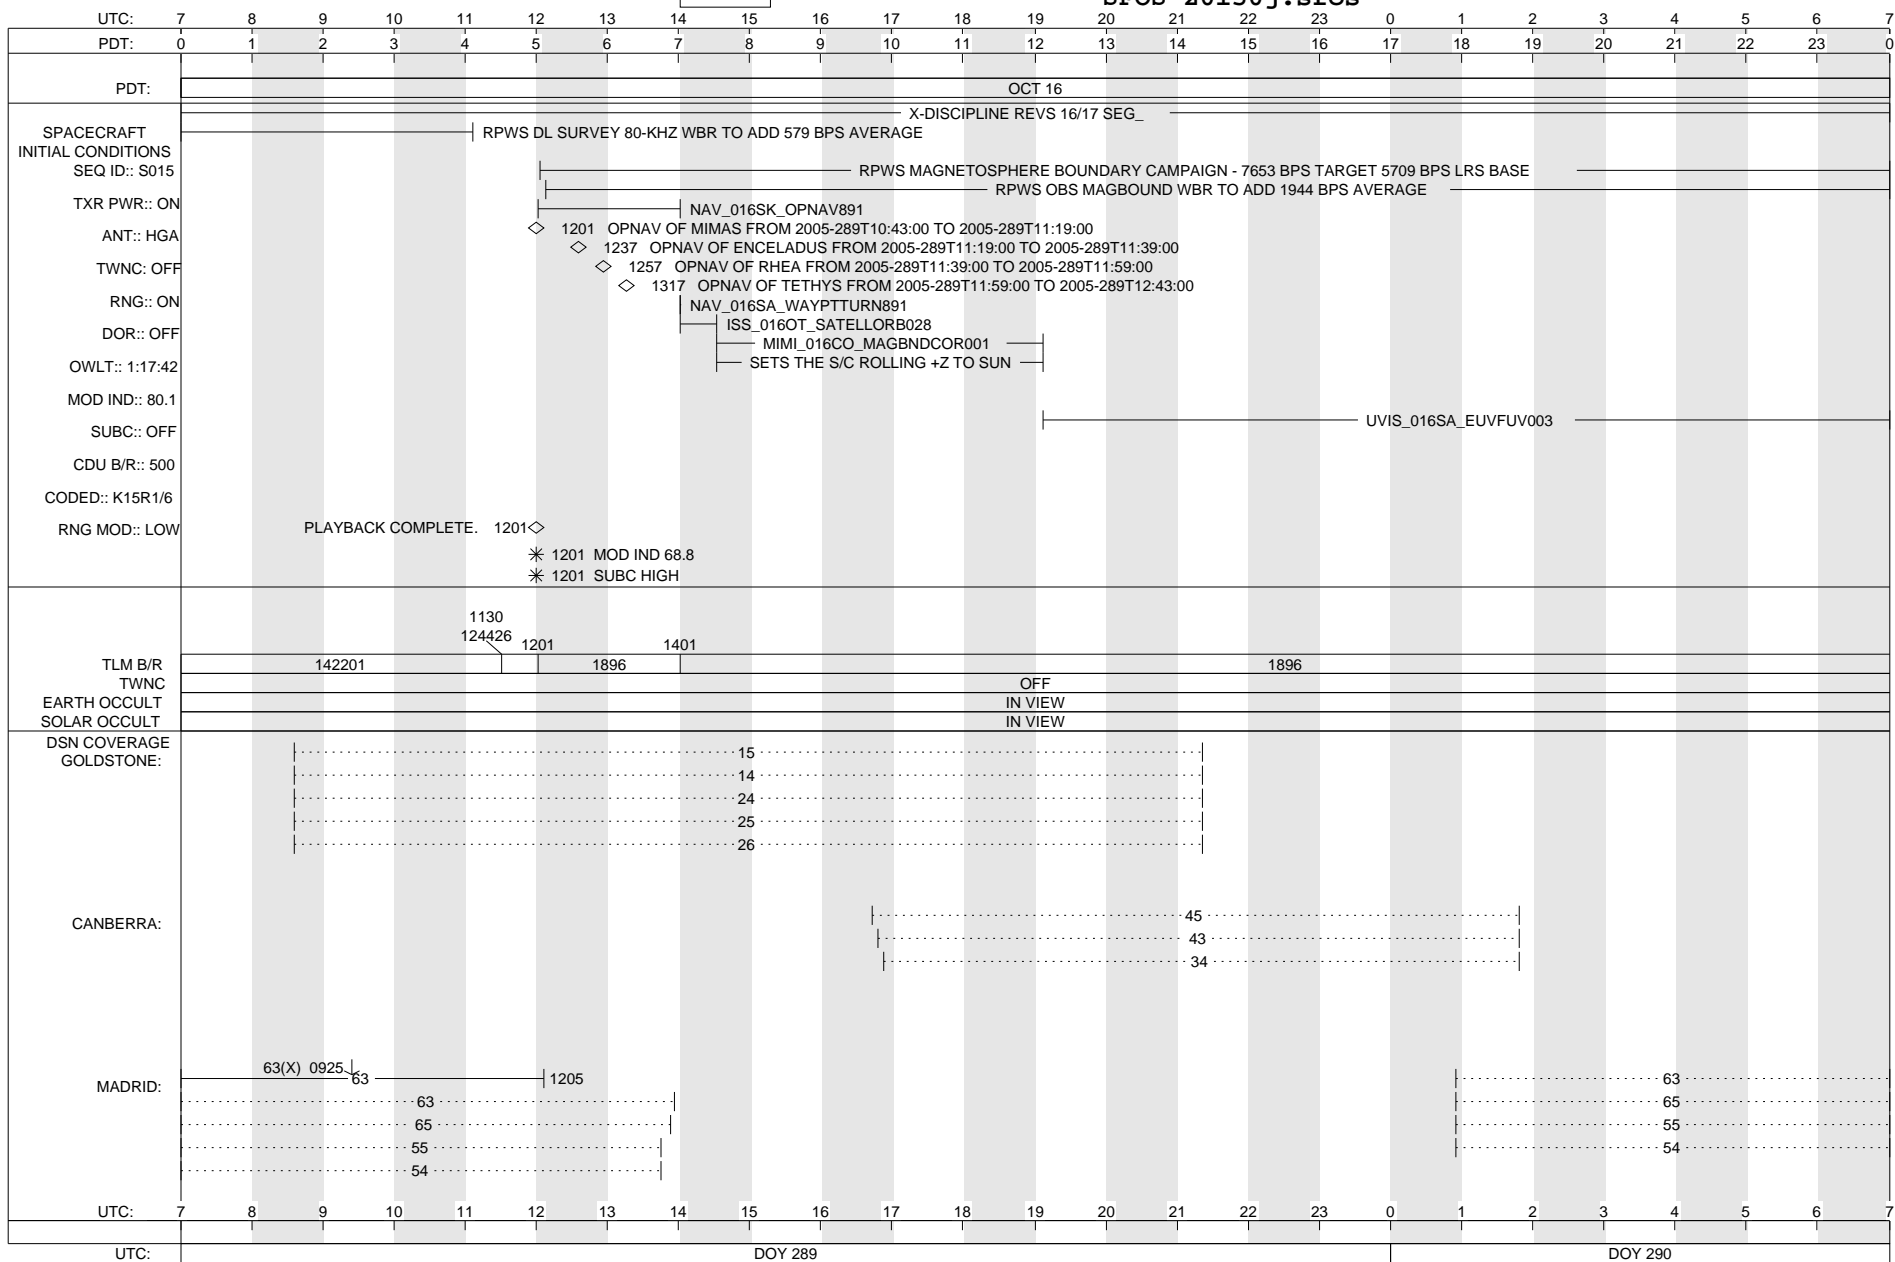 SFOS 20150j.sfos
UTC: 7 8 9 10 11 12 13 14 15 16 17 18 19 20 21 22 23 0 1 2 3 4 5 6 7
PDT: 0 1 2 3 4 5 6 7 8 9 10 11 12 13 14 15 16 17 18 19 20 21 22 23 0
PDT: OCT 16
X-DISCIPLINE REVS 16/17 SEG_
SPACECRAFT RPWS DL SURVEY 80-KHZ WBR TO ADD 579 BPS AVERAGE
INITIAL CONDITIONS
SEQ ID:: S015 RPWS MAGNETOSPHERE BOUNDARY CAMPAIGN - 7653 BPS TARGET 5709 BPS LRS BASE
RPWS OBS MAGBOUND WBR TO ADD 1944 BPS AVERAGE
TXR PWR:: ON NAV_016SK_OPNAV891
1201 OPNAV OF MIMAS FROM 2005-289T10:43:00 TO 2005-289T11:19:00
ANT:: HGA
1237 OPNAV OF ENCELADUS FROM 2005-289T11:19:00 TO 2005-289T11:39:00
TWNC: OFF 1257 OPNAV OF RHEA FROM 2005-289T11:39:00 TO 2005-289T11:59:00
1317 OPNAV OF TETHYS FROM 2005-289T11:59:00 TO 2005-289T12:43:00
RNG:: ON NAV_016SA_WAYPTTURN891
ISS_016OT_SATELLORB028
DOR:: OFF
MIMI_016CO_MAGBNDCOR001
OWLT:: 1:17:42 SETS THE S/C ROLLING +Z TO SUN
MOD IND:: 80.1
UVIS_016SA_EUVFUV003
SUBC:: OFF
CDU B/R:: 500
CODED:: K15R1/6
RNG MOD:: LOW PLAYBACK COMPLETE. 1201
1201 MOD IND 68.8
1201 SUBC HIGH
1130
124426 1201 1401
TLM B/R 142201 1896 1896
TWNC OFF
EARTH OCCULT IN VIEW
SOLAR OCCULT IN VIEW
DSN COVERAGE
GOLDSTONE: 15
14
24
25
26
CANBERRA: 45
43
34
63(X) 0925
MADRID: 63 1205 63
63 65
65 55
55 54
54
UTC: 7 8 9 10 11 12 13 14 15 16 17 18 19 20 21 22 23 0 1 2 3 4 5 6 7
UTC: DOY 289 DOY 290